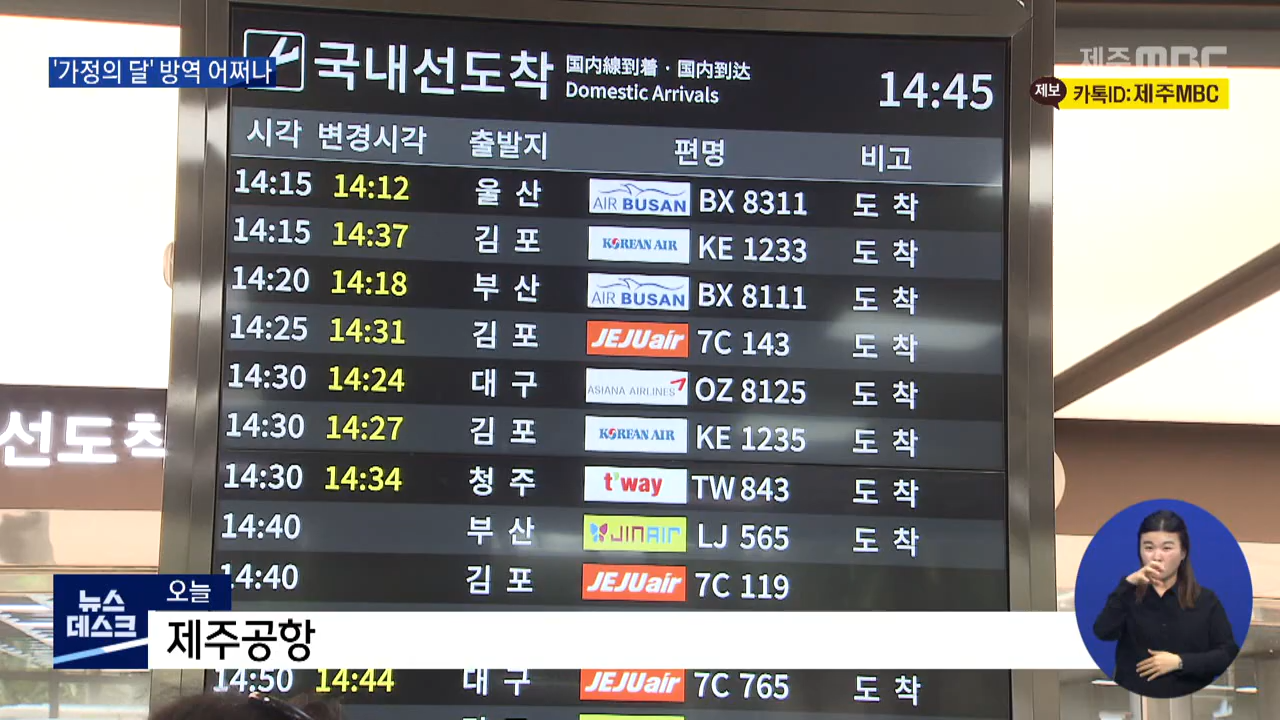 '가정의 달' 방역 어쩌나
제주MBC
제보 카톡ID:제주MBC
국내선도착 国内線到着 · 国内到达
Domestic Arrivals
14:45
시각 변경시각 출발지 편명 비고
14:15 14:12 울 산 AIR BUSAN BX 8311 도 착
14:15 14:37 김 포 KOREAN AIR KE 1233 도 착
14:20 14:18 부 산 AIR BUSAN BX 8111 도 착
14:25 14:31 김 포 JEJUair 7C 143 도 착
14:30 14:24 대 구 ASIANA AIRLINES OZ 8125 도 착
14:30 14:27 김 포 KOREAN AIR KE 1235 도 착
14:30 14:34 청 주 t'way TW 843 도 착
14:40 부 산 JINAIR LJ 565 도 착
14:40 김 포 JEJUair 7C 119
14:50 14:44 대 구 JEJUair 7C 765 도 착
선도착
뉴스
데스크
오늘
제주공항